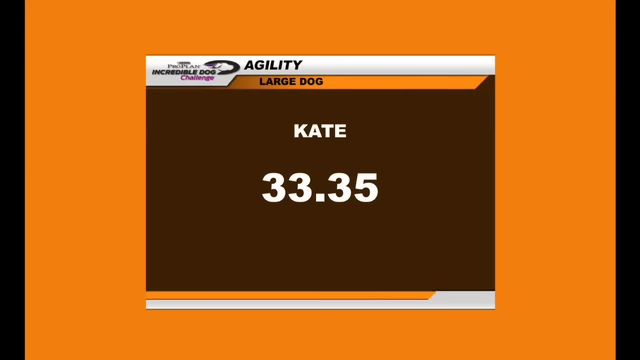 PRO PLAN
INCREDIBLE DOG
Challenge
AGILITY
LARGE DOG
KATE
33.35